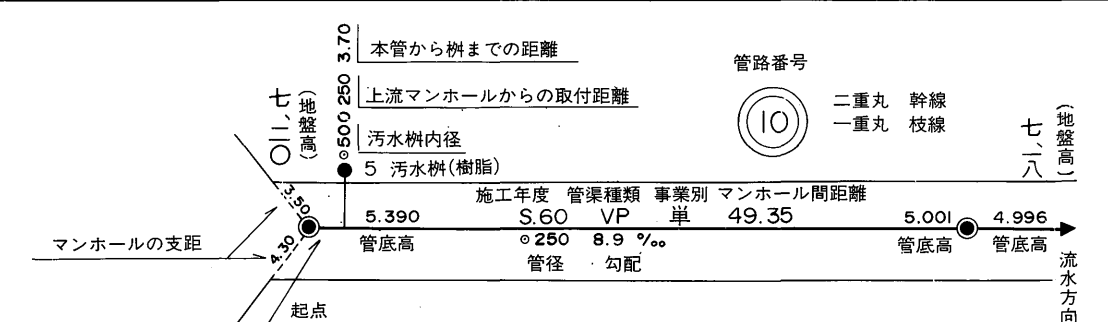 3.70
本管から桝までの距離
250
上流マンホールからの取付距離
⊙500
汚水桝内径
5 汚水桝(樹脂)
管路番号
10
二重丸 幹線
一重丸 枝線
(地盤高)
(地盤高)
七、一八
施工年度 管渠種類 事業別 マンホール間距離
3.50
5.390 S.60 VP 単 49.35 5.001 4.996
管底高 ⊙250 8.9 ‰ 管底高 管底高
管径 勾配
4.30
マンホールの支距
起点
流水方向